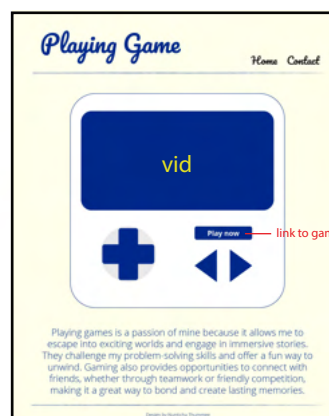 Playing Game
Home Contact
vid
Play now
link to gam
Playing games is a passion of mine because it allows me to
escape into exciting worlds and engage in immersive stories.
They challenge my problem-solving skills and offer a fun way to
unwind. Gaming also provides opportunities to connect with
friends, whether through teamwork or friendly competition,
making it a great way to bond and create lasting memories.